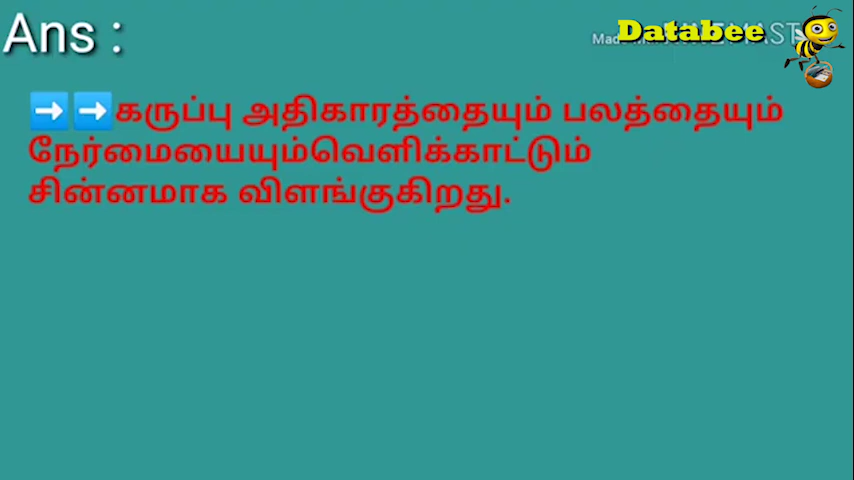 Ans :
Databee
➡➡கருப்பு அதிகாரத்தையும் பலத்தையும்
நேர்மையையும்வெளிக்காட்டும்
சின்னமாக விளங்குகிறது.